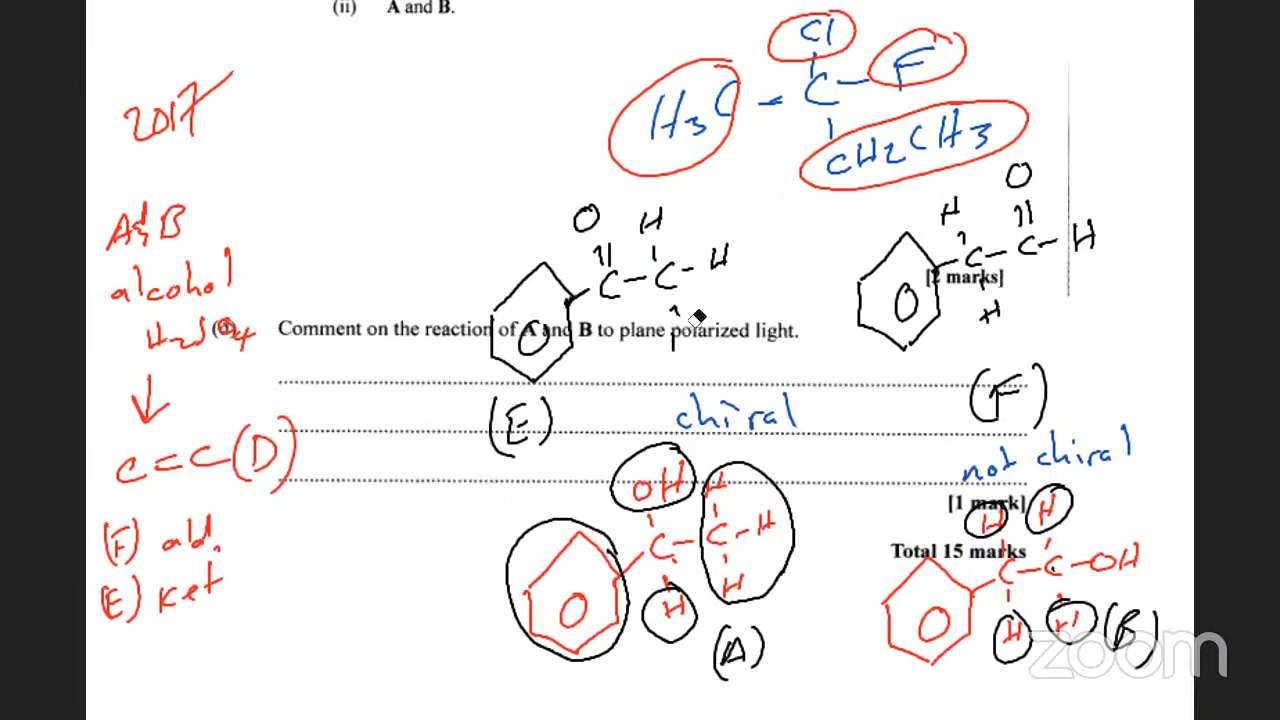 (ii) A and B.
2017
Cl
H3C - C - F
CH2CH3
A & B
alcohol
H2SO4
C = C (D)
(F) ald.
(E) ket
O H
C - C - H
(E)
H O
C - C - H
H
(F)
[2 marks]
Comment on the reaction of A and B to plane polarized light.
chiral
not chiral
[1 mark]
Total 15 marks
OH H
C - C - H
H H
(A)
H H
C - C - OH
H H
(B)
zoom